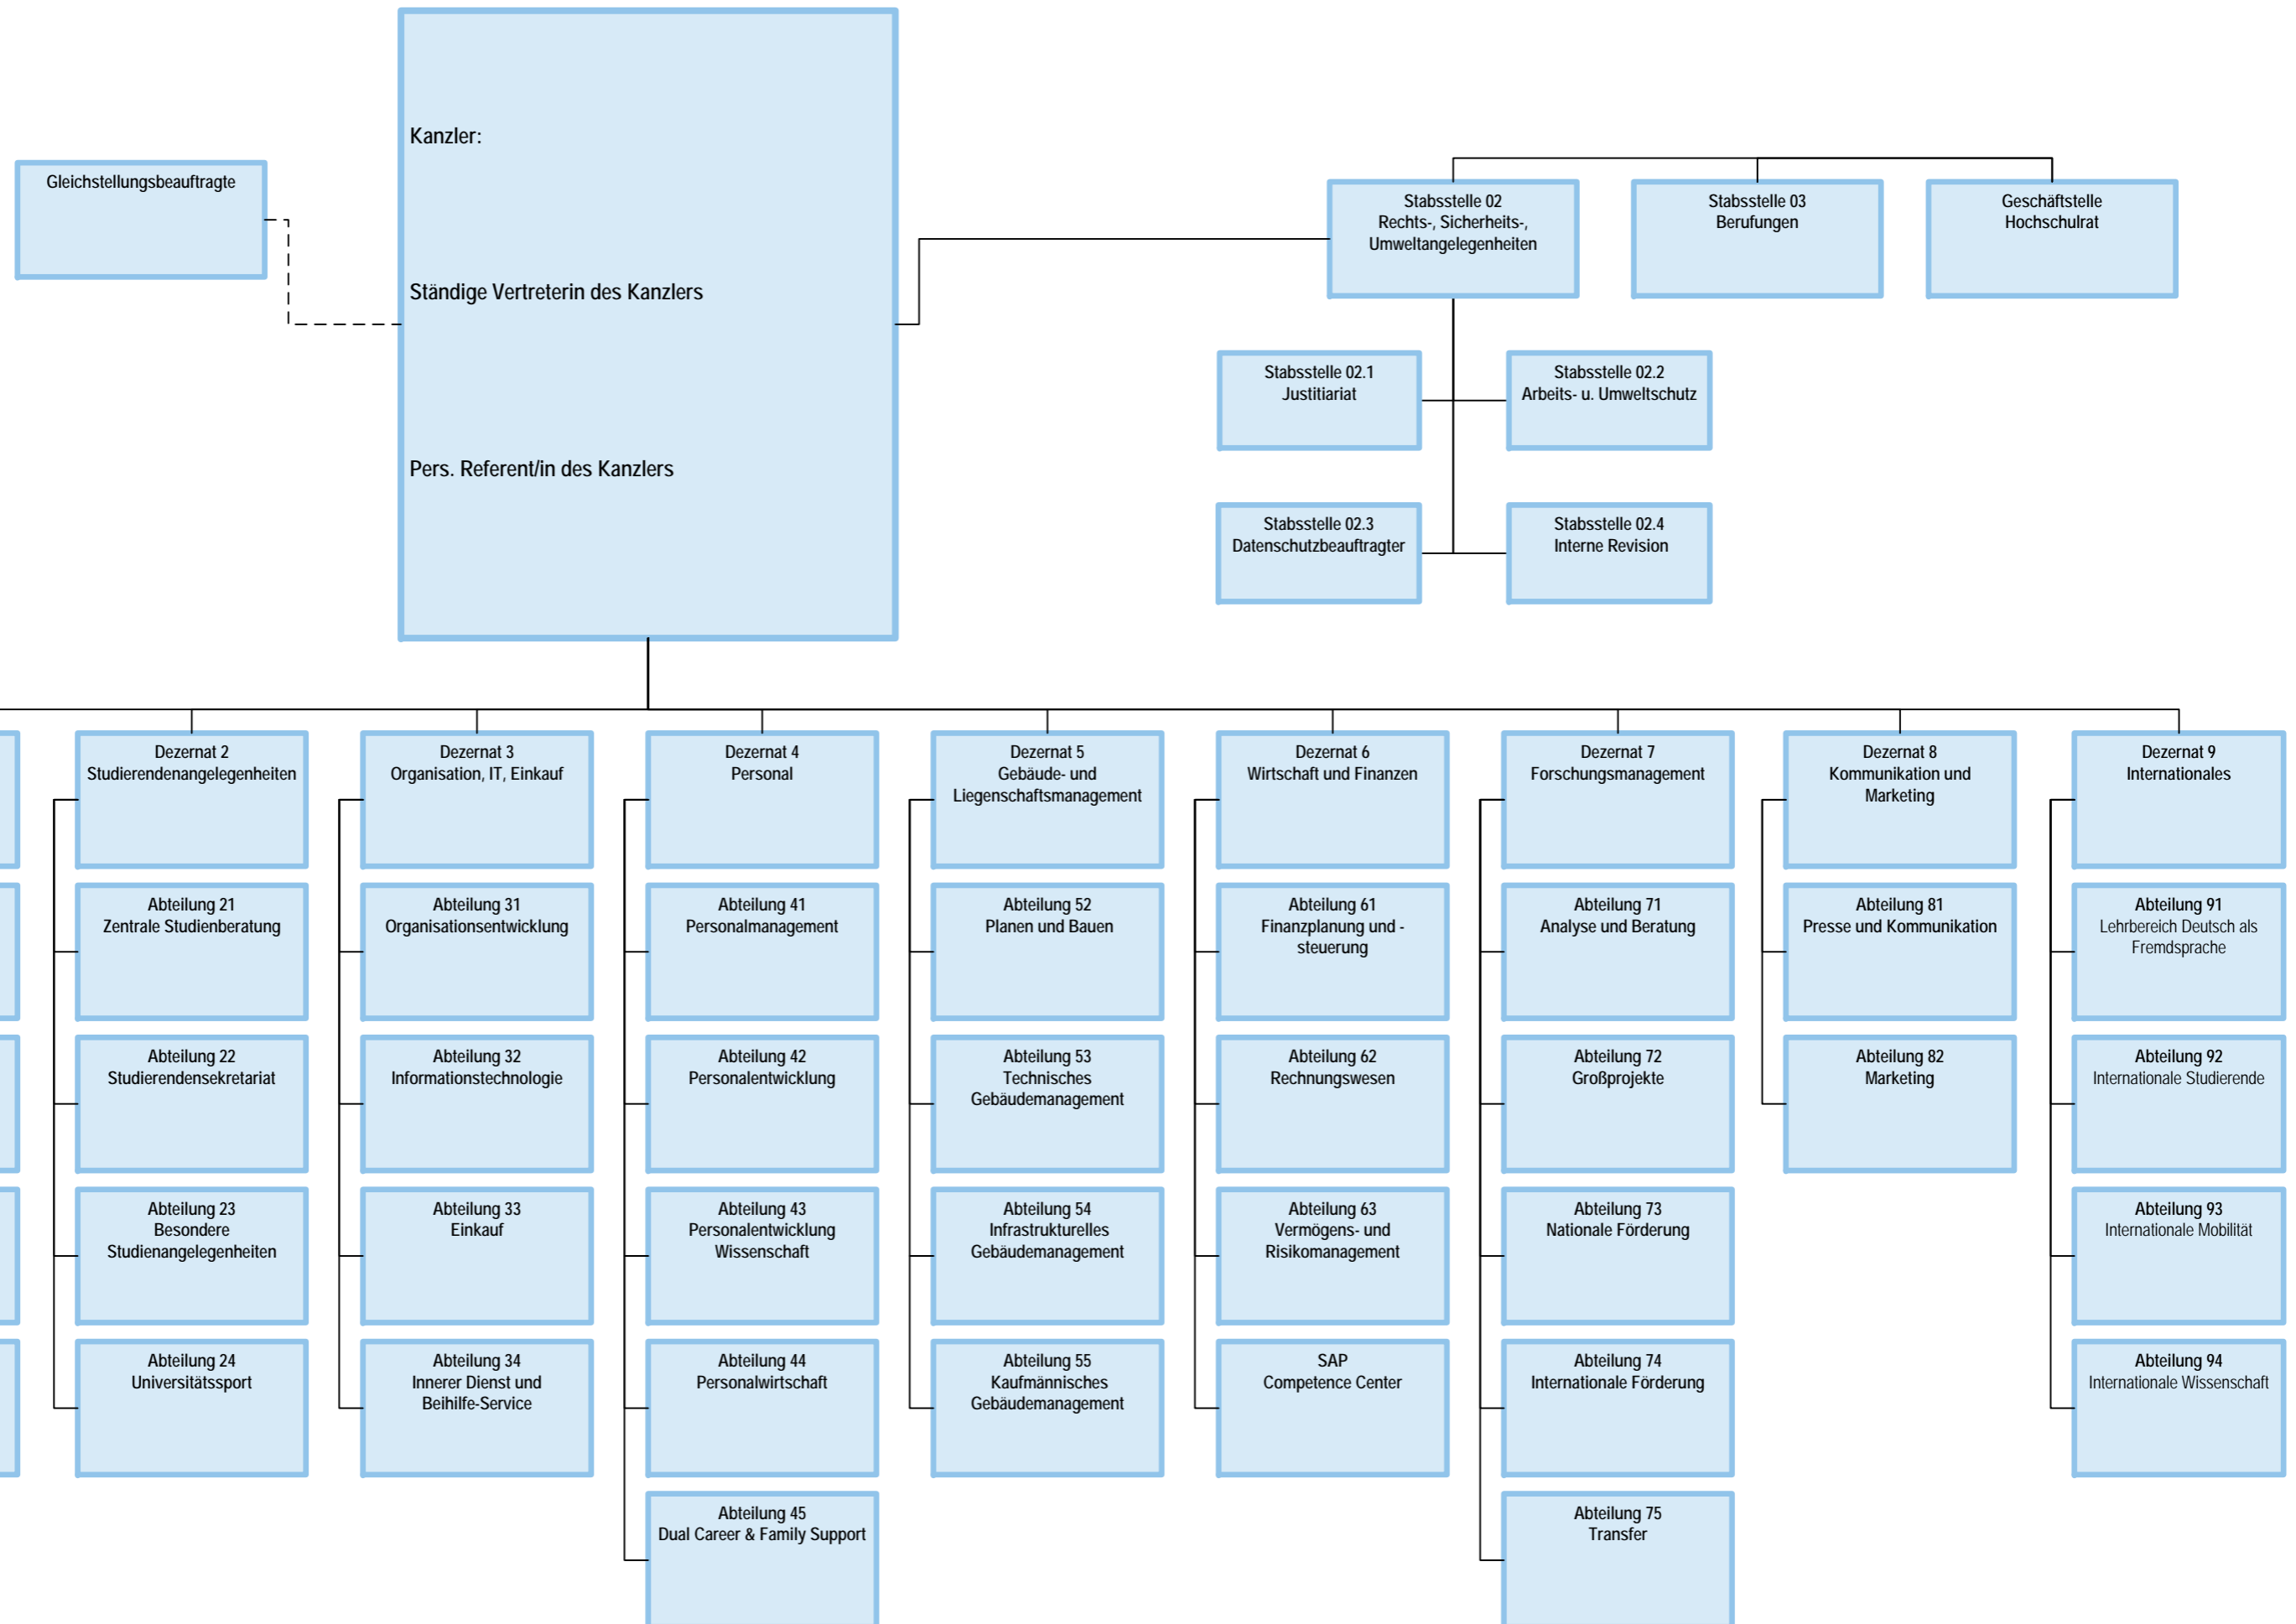 Kanzler:
Ständige Vertreterin des Kanzlers
Pers. Referent/in des Kanzlers
Gleichstellungsbeauftragte
Stabsstelle 02
Rechts-, Sicherheits-,
Umweltangelegenheiten
Stabsstelle 03
Berufungen
Geschäftstelle
Hochschulrat
Stabsstelle 02.1
Justitiariat
Stabsstelle 02.2
Arbeits- u. Umweltschutz
Stabsstelle 02.3
Datenschutzbeauftragter
Stabsstelle 02.4
Interne Revision
Dezernat 2
Studierendenangelegenheiten
Abteilung 21
Zentrale Studienberatung
Abteilung 22
Studierendensekretariat
Abteilung 23
Besondere
Studienangelegenheiten
Abteilung 24
Universitätssport
Dezernat 3
Organisation, IT, Einkauf
Abteilung 31
Organisationsentwicklung
Abteilung 32
Informationstechnologie
Abteilung 33
Einkauf
Abteilung 34
Innerer Dienst und
Beihilfe-Service
Dezernat 4
Personal
Abteilung 41
Personalmanagement
Abteilung 42
Personalentwicklung
Abteilung 43
Personalentwicklung
Wissenschaft
Abteilung 44
Personalwirtschaft
Abteilung 45
Dual Career & Family Support
Dezernat 5
Gebäude- und
Liegenschaftsmanagement
Abteilung 52
Planen und Bauen
Abteilung 53
Technisches
Gebäudemanagement
Abteilung 54
Infrastrukturelles
Gebäudemanagement
Abteilung 55
Kaufmännisches
Gebäudemanagement
Dezernat 6
Wirtschaft und Finanzen
Abteilung 61
Finanzplanung und -
steuerung
Abteilung 62
Rechnungswesen
Abteilung 63
Vermögens- und
Risikomanagement
SAP
Competence Center
Dezernat 7
Forschungsmanagement
Abteilung 71
Analyse und Beratung
Abteilung 72
Großprojekte
Abteilung 73
Nationale Förderung
Abteilung 74
Internationale Förderung
Abteilung 75
Transfer
Dezernat 8
Kommunikation und
Marketing
Abteilung 81
Presse und Kommunikation
Abteilung 82
Marketing
Dezernat 9
Internationales
Abteilung 91
Lehrbereich Deutsch als
Fremdsprache
Abteilung 92
Internationale Studierende
Abteilung 93
Internationale Mobilität
Abteilung 94
Internationale Wissenschaft